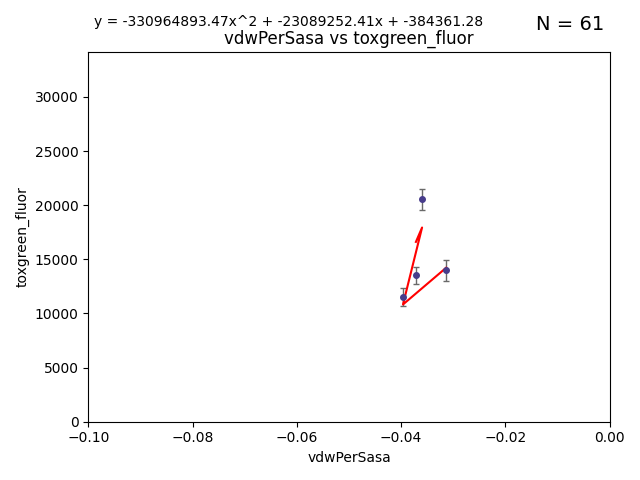 y = -330964893.47x^2 + -23089252.41x + -384361.28
N = 61
vdwPerSasa vs toxgreen_fluor
toxgreen_fluor
30000
25000
20000
15000
10000
5000
0
−0.10 −0.08 −0.06 −0.04 −0.02 0.00
vdwPerSasa